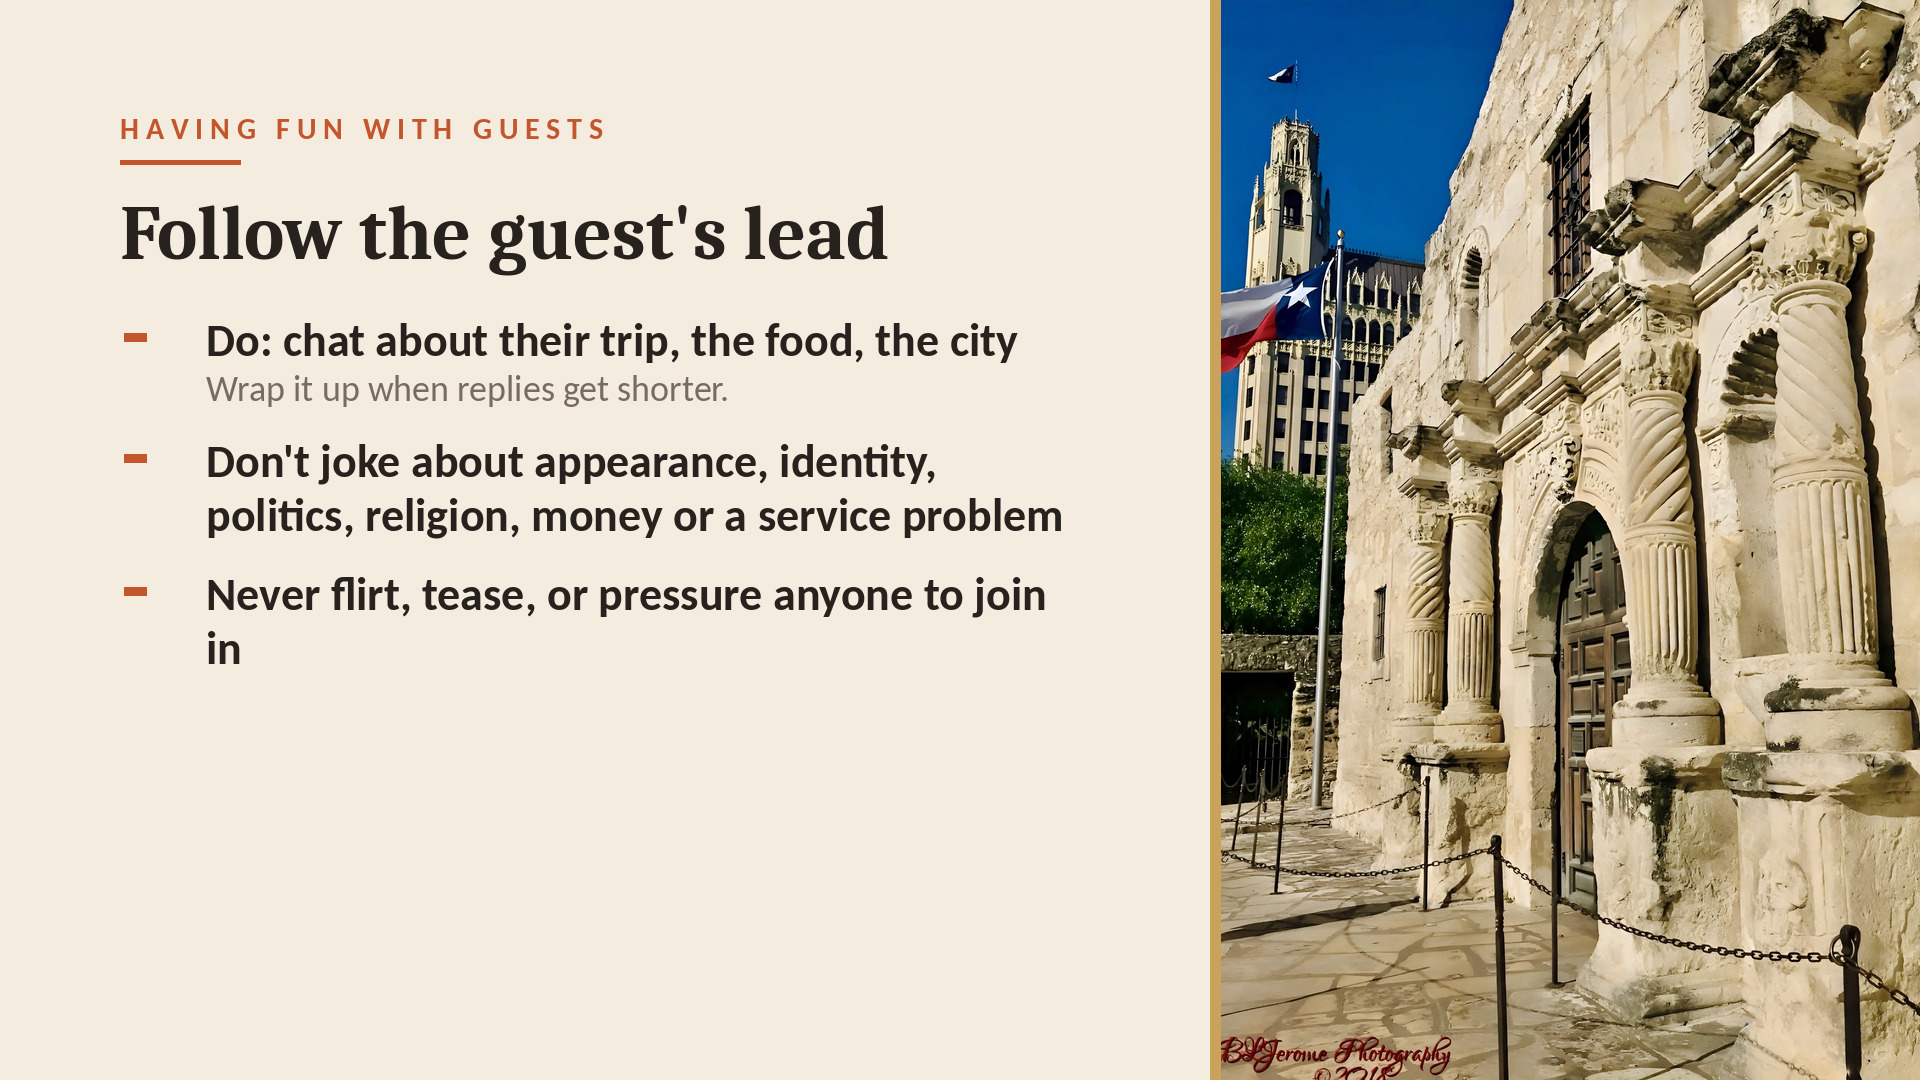 HAVING FUN WITH GUESTS
Follow the guest's lead
Do: chat about their trip, the food, the city
Wrap it up when replies get shorter.
Don't joke about appearance, identity,
politics, religion, money or a service problem
Never flirt, tease, or pressure anyone to join
in
BLJerome Photography
©2018